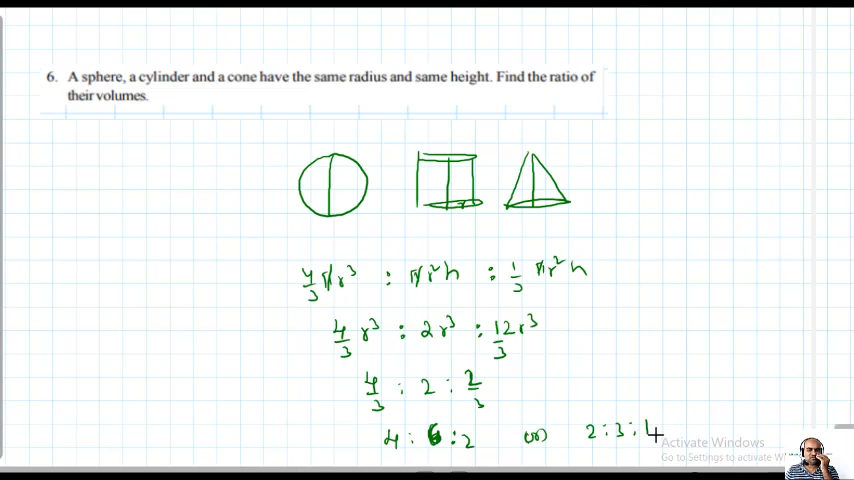 6. A sphere, a cylinder and a cone have the same radius and same height. Find the ratio of
their volumes.
4/3 πr³ : πr²h : 1/3 πr²h
4/3 r³ : 2r³ : 12/3 r³
4/3 : 2 : 2/3
4 : 6 : 2 (or) 2 : 3 : 1
Activate Windows
Go to Settings to activate W